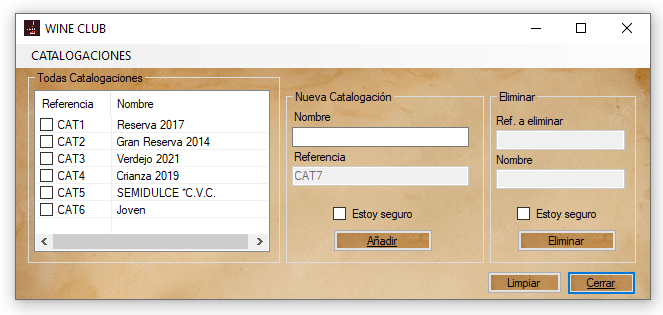 WINE CLUB
CATALOGACIONES
Todas Catalogaciones
Referencia Nombre
CAT1 Reserva 2017
CAT2 Gran Reserva 2014
CAT3 Verdejo 2021
CAT4 Crianza 2019
CAT5 SEMIDULCE "C.V.C.
CAT6 Joven
Nueva Catalogación
Nombre
Referencia
CAT7
Estoy seguro
Añadir
Eliminar
Ref. a eliminar
Nombre
Estoy seguro
Eliminar
Limpiar
Cerrar